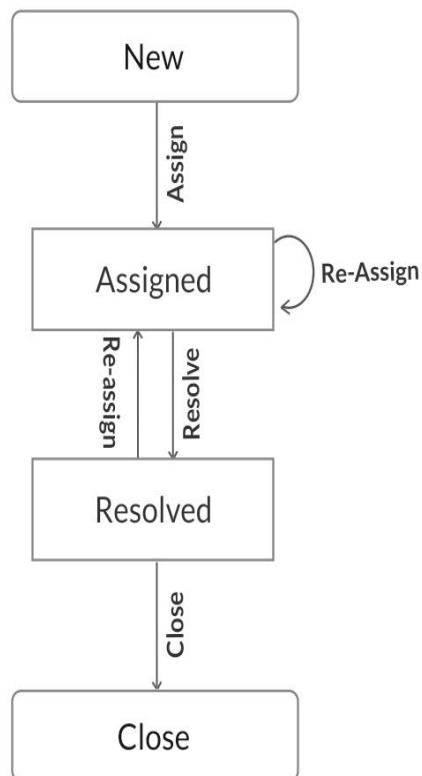 New
Assign
Assigned
Re-Assign
Re-assign
Resolve
Resolved
Close
Close